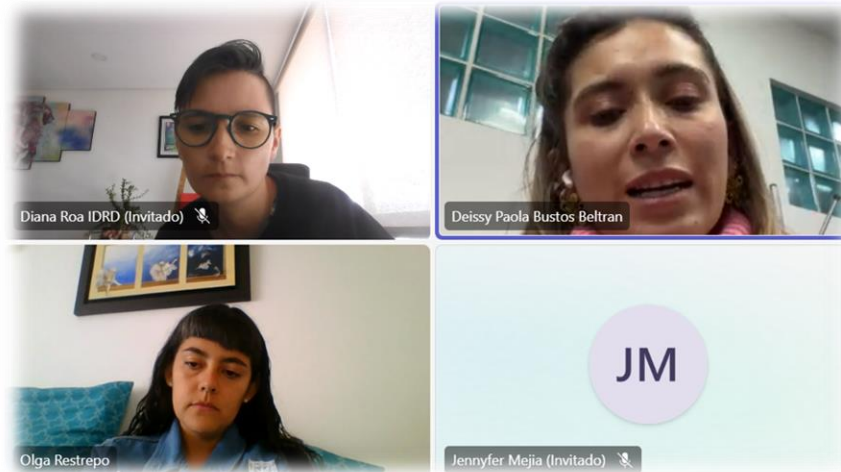 Diana Roa IDRD (Invitado)
Deissy Paola Bustos Beltran
Olga Restrepo
JM
Jennyfer Mejia (Invitado)